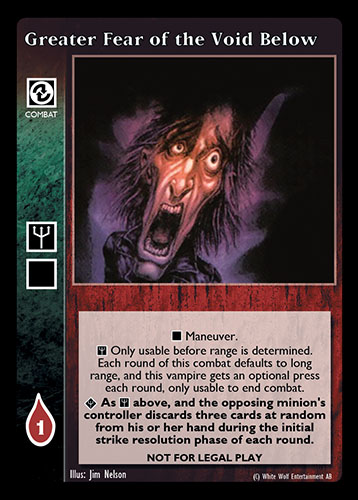 Greater Fear of the Void Below
COMBAT
1
Maneuver.
Only usable before range is determined.
Each round of this combat defaults to long
range, and this vampire gets an optional press
each round, only usable to end combat.
As above, and the opposing minion's
controller discards three cards at random
from his or her hand during the initial
strike resolution phase of each round.
NOT FOR LEGAL PLAY
Illus: Jim Nelson
(C) White Wolf Entertainment AB